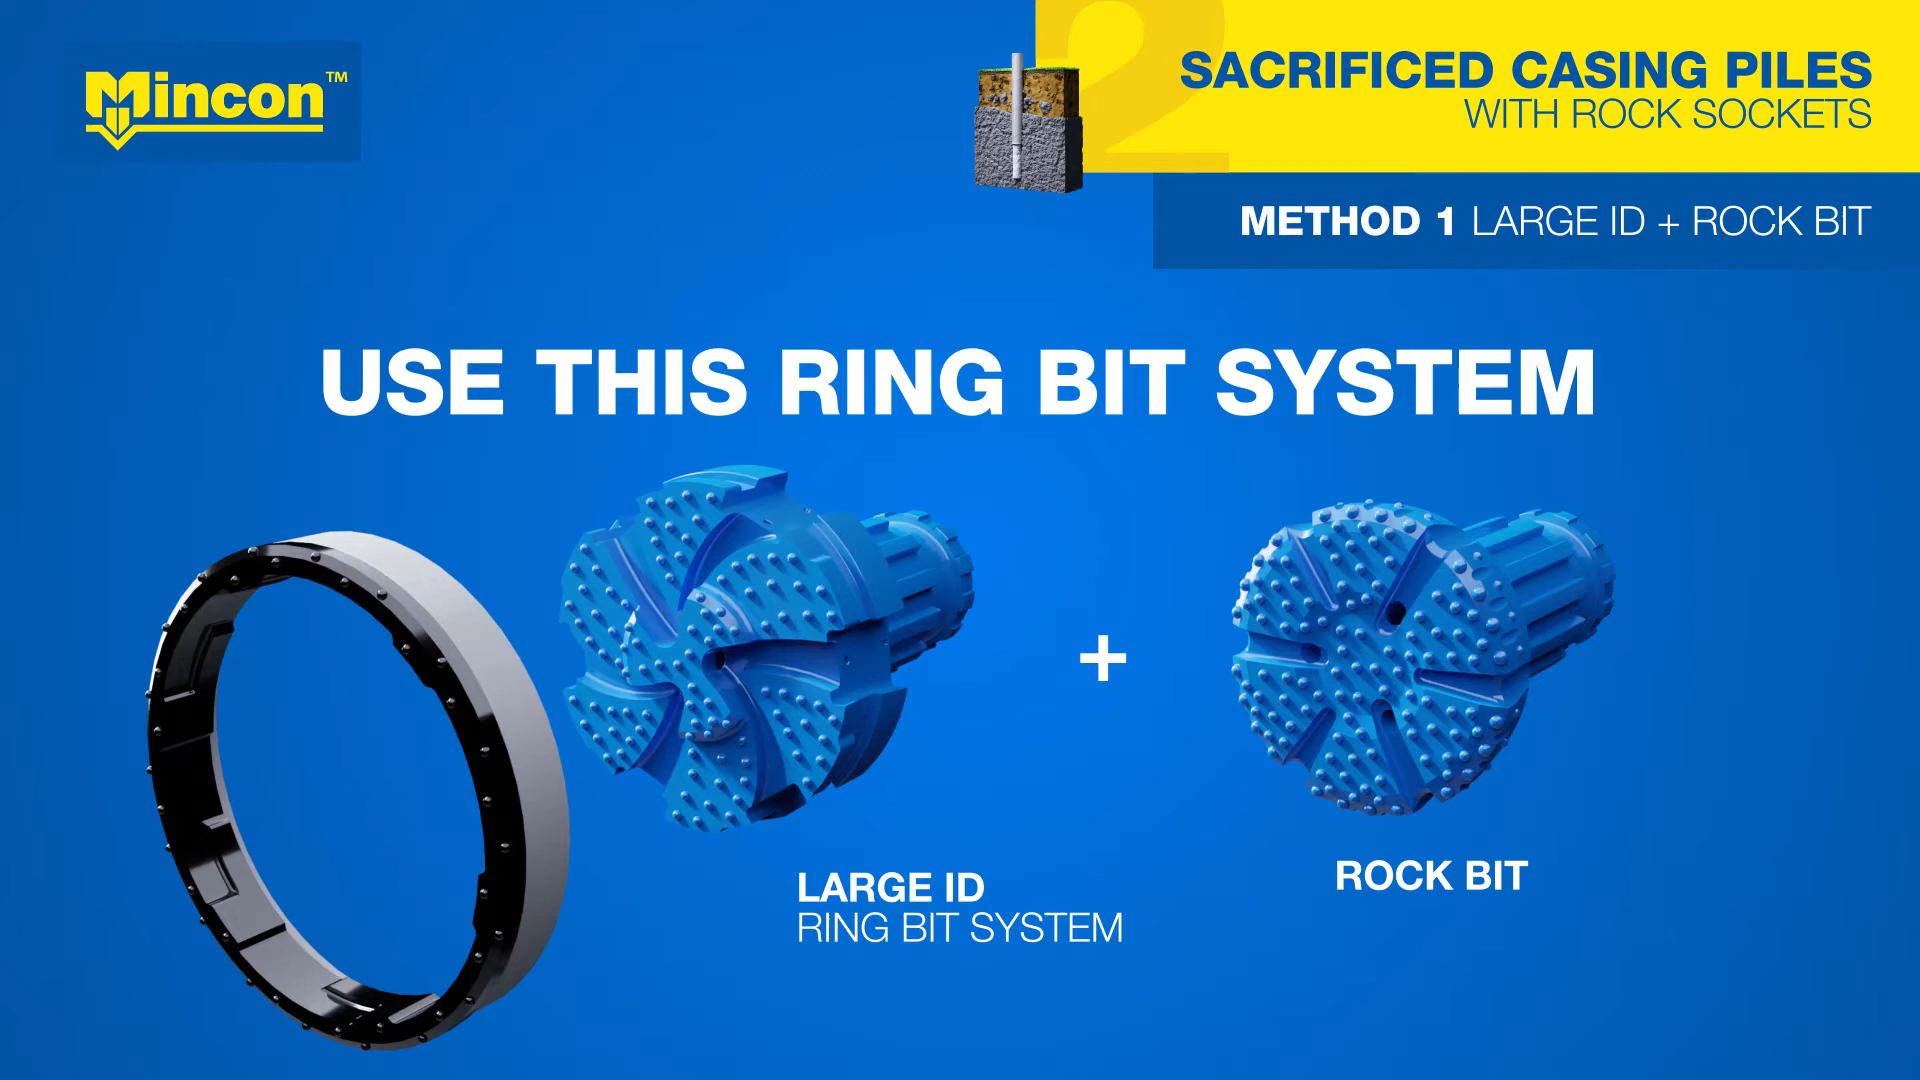 Mincon™
2
SACRIFICED CASING PILES
WITH ROCK SOCKETS
METHOD 1 LARGE ID + ROCK BIT
USE THIS RING BIT SYSTEM
+
LARGE ID
RING BIT SYSTEM
ROCK BIT